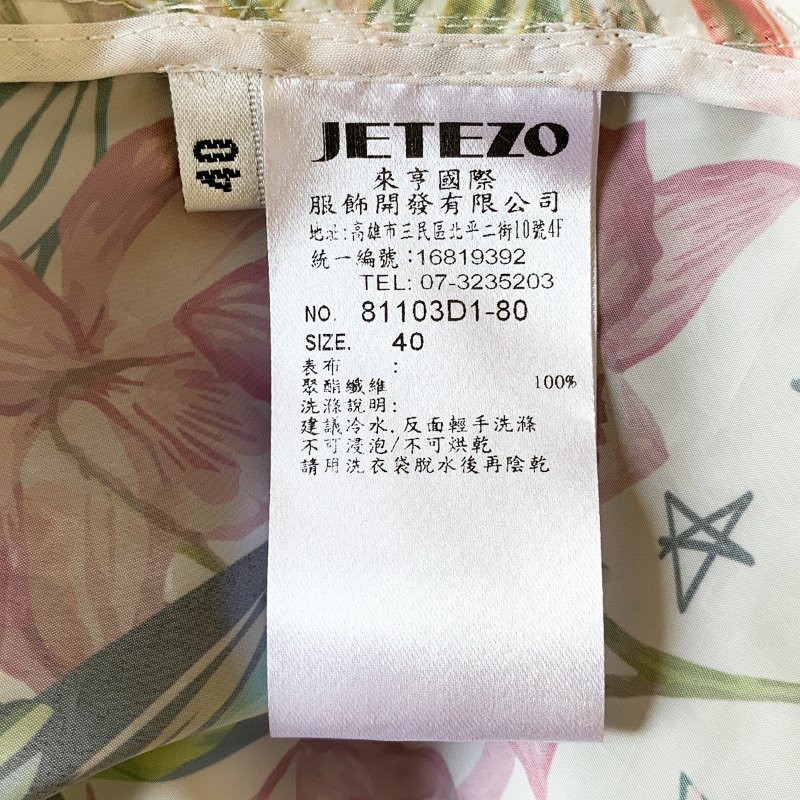 40
JETEZO
來亨國際
服飾開發有限公司
地址:高雄市三民區北平二街10號4F
統一編號:16819392
TEL: 07-3235203
NO. 81103D1-80
SIZE. 40
表布 :
聚酯纖維 100%
洗滌說明:
建議冷水.反面輕手洗滌
不可浸泡/不可烘乾
請用洗衣袋脫水後再陰乾